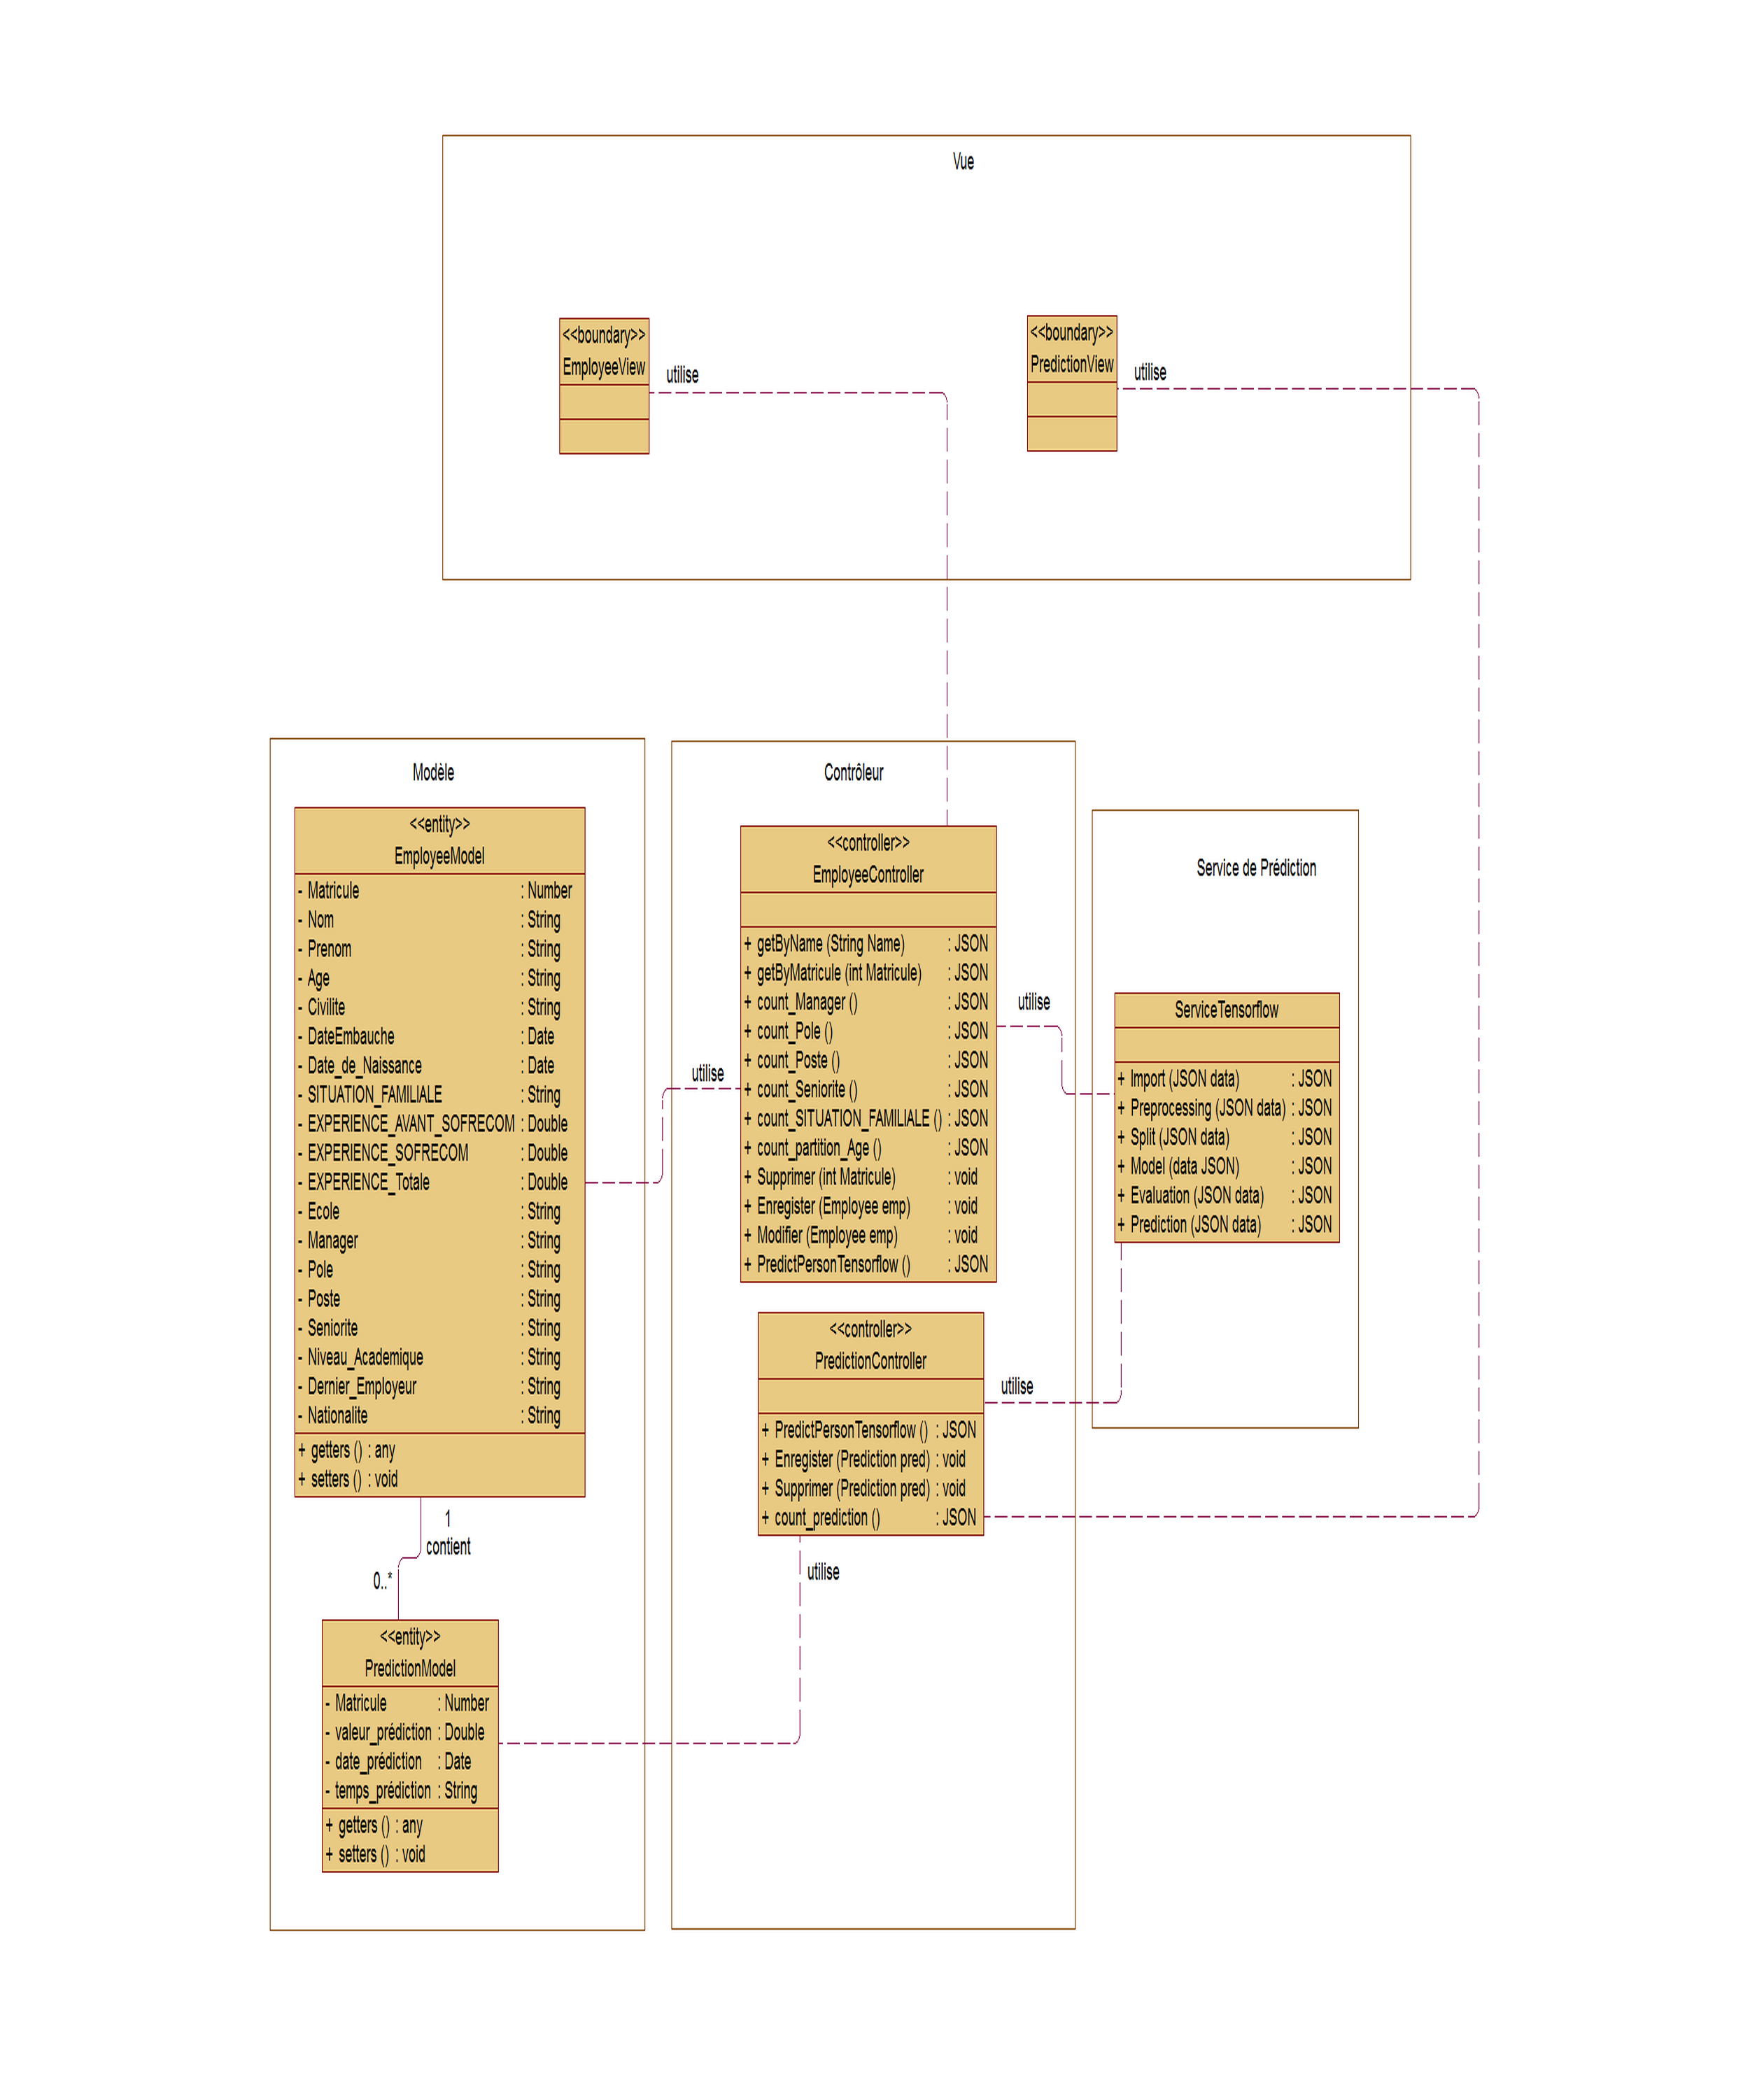 Vue
<<boundary>>
EmployeeView
utilise
<<boundary>>
PredictionView
utilise
Modèle
<<entity>>
EmployeeModel
- Matricule : Number
- Nom : String
- Prenom : String
- Age : String
- Civilite : String
- DateEmbauche : Date
- Date_de_Naissance : Date
- SITUATION_FAMILIALE : String
- EXPERIENCE_AVANT_SOFRECOM : Double
- EXPERIENCE_SOFRECOM : Double
- EXPERIENCE_Totale : Double
- Ecole : String
- Manager : String
- Pole : String
- Poste : String
- Seniorite : String
- Niveau_Academique : String
- Dernier_Employeur : String
- Nationalite : String
+ getters () : any
+ setters () : void
1
contient
0..*
<<entity>>
PredictionModel
- Matricule : Number
- valeur_prédiction : Double
- date_prédiction : Date
- temps_prédiction : String
+ getters () : any
+ setters () : void
utilise
Contrôleur
<<controller>>
EmployeeController
+ getByName (String Name) : JSON
+ getByMatricule (int Matricule) : JSON
+ count_Manager () : JSON
+ count_Pole () : JSON
+ count_Poste () : JSON
+ count_Seniorite () : JSON
+ count_SITUATION_FAMILIALE () : JSON
+ count_partition_Age () : JSON
+ Supprimer (int Matricule) : void
+ Enregister (Employee emp) : void
+ Modifier (Employee emp) : void
+ PredictPersonTensorflow () : JSON
utilise
<<controller>>
PredictionController
+ PredictPersonTensorflow () : JSON
+ Enregister (Prediction pred) : void
+ Supprimer (Prediction pred) : void
+ count_prediction () : JSON
utilise
utilise
Service de Prédiction
ServiceTensorflow
+ Import (JSON data) : JSON
+ Preprocessing (JSON data) : JSON
+ Split (JSON data) : JSON
+ Model (data JSON) : JSON
+ Evaluation (JSON data) : JSON
+ Prediction (JSON data) : JSON